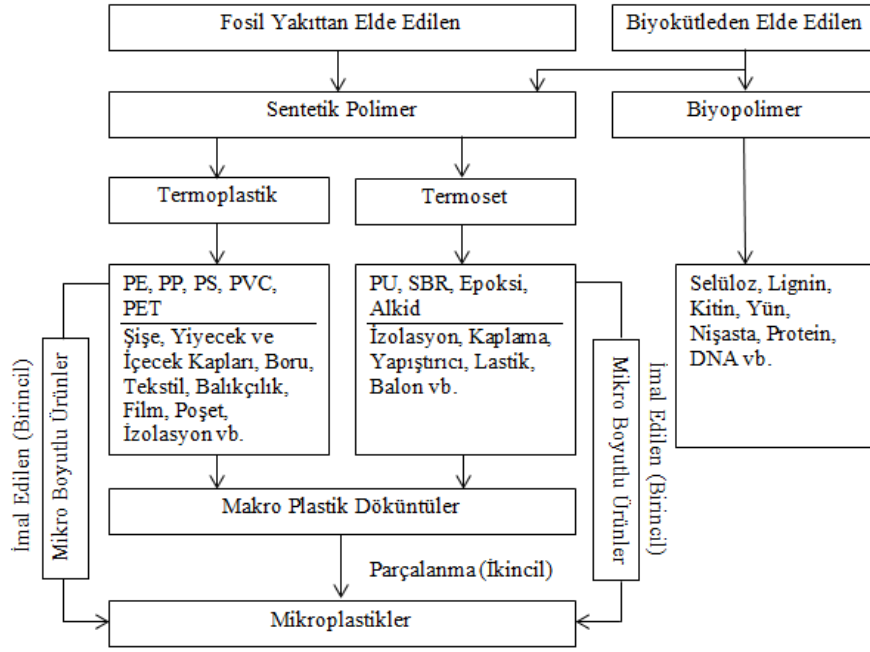 Fosil Yakıttan Elde Edilen
Biyokütleden Elde Edilen
Sentetik Polimer
Biyopolimer
Termoplastik
Termoset
PE, PP, PS, PVC,
PET
Şişe, Yiyecek ve
İçecek Kapları, Boru,
Tekstil, Balıkçılık,
Film, Poşet,
İzolasyon vb.
PU, SBR, Epoksi,
Alkid
İzolasyon, Kaplama,
Yapıştırıcı, Lastik,
Balon vb.
Selüloz, Lignin,
Kitin, Yün,
Nişasta, Protein,
DNA vb.
İmal Edilen (Birincil)
Mikro Boyutlu Ürünler
Mikro Boyutlu Ürünler
İmal Edilen (Birincil)
Makro Plastik Döküntüler
Parçalanma (İkincil)
Mikroplastikler